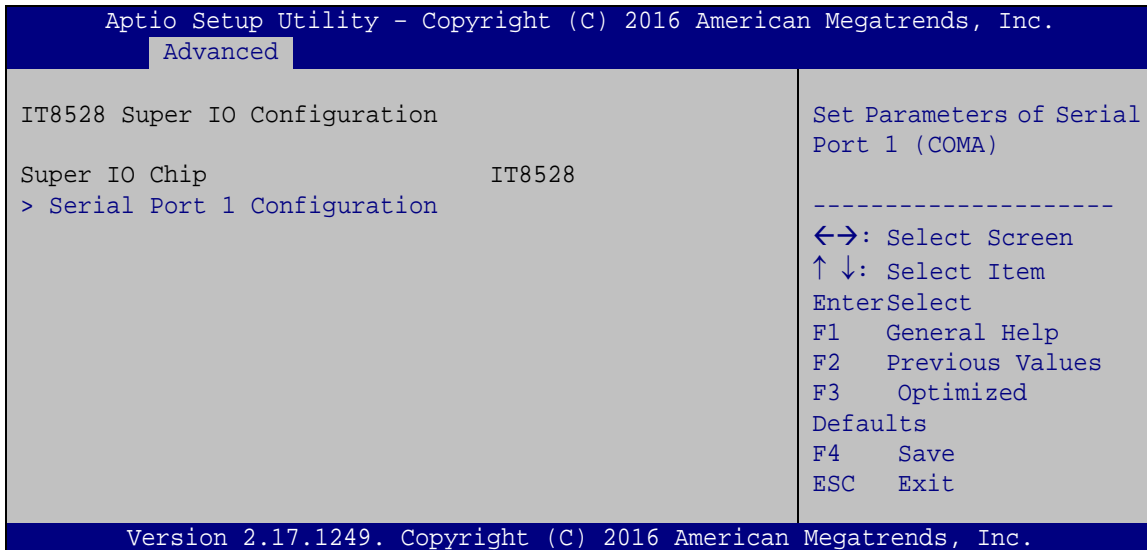 Aptio Setup Utility – Copyright (C) 2016 American Megatrends, Inc.
Advanced
IT8528 Super IO Configuration
Super IO Chip IT8528
> Serial Port 1 Configuration
Set Parameters of Serial
Port 1 (COMA)
---------------------
←→: Select Screen
↑ ↓: Select Item
EnterSelect
F1 General Help
F2 Previous Values
F3 Optimized
Defaults
F4 Save
ESC Exit
Version 2.17.1249. Copyright (C) 2016 American Megatrends, Inc.